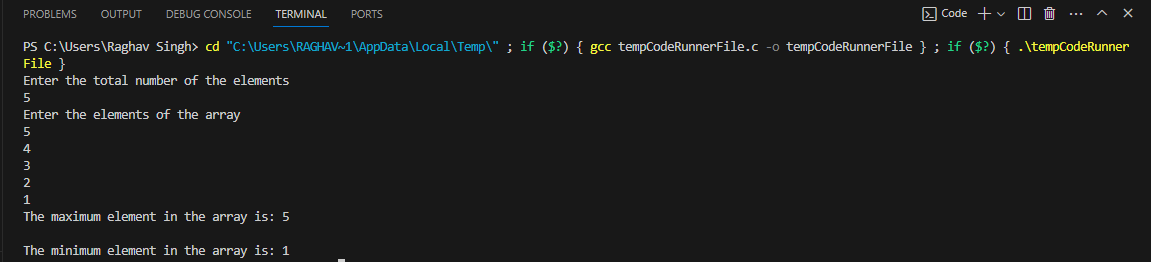 PROBLEMS OUTPUT DEBUG CONSOLE TERMINAL PORTS Code
PS C:\Users\Raghav Singh> cd "C:\Users\RAGHAV~1\AppData\Local\Temp\" ; if ($?) { gcc tempCodeRunnerFile.c -o tempCodeRunnerFile } ; if ($?) { .\tempCodeRunner
File }
Enter the total number of the elements
5
Enter the elements of the array
5
4
3
2
1
The maximum element in the array is: 5
The minimum element in the array is: 1